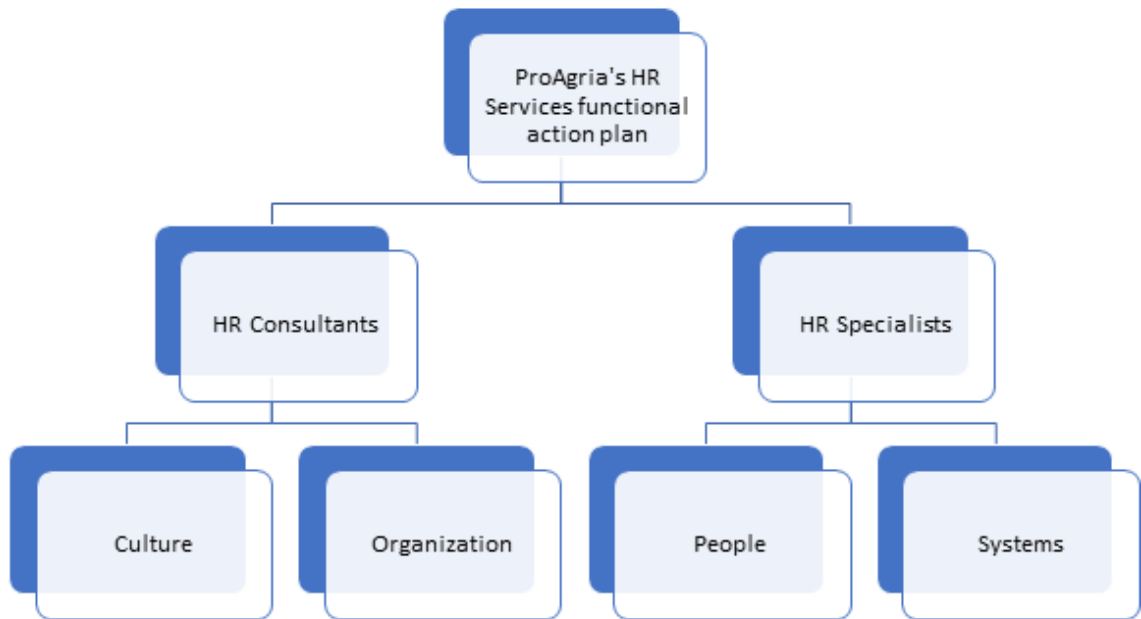 ProAgria's HR
Services functional
action plan
HR Consultants
HR Specialists
Culture
Organization
People
Systems